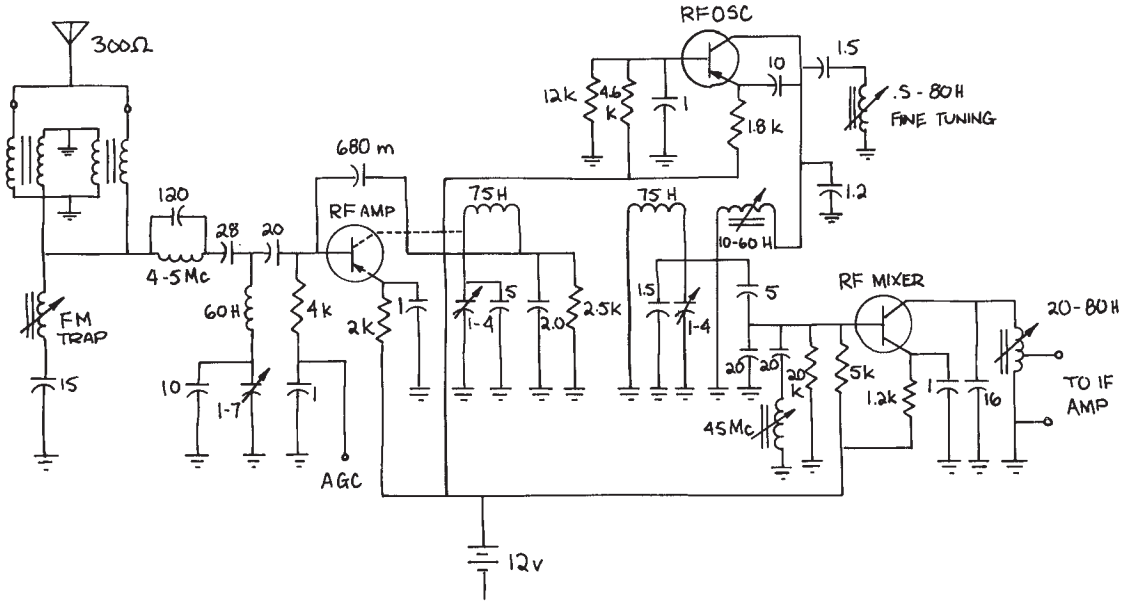 RF OSC
300Ω
1.5
10
12k
4.6
k
1
1.8k
.5-80H
FINE TUNING
680 m
75H
75H
1.2
120
RF AMP
28
20
10-60 H
4-5Mc
RF MIXER
60H
4k
2k
1
1-4
5
2.0
2.5k
1.5
1-4
5
20-80H
FM
TRAP
20
20
20
k
5k
1.2k
1
16
TO IF
AMP
15
10
1-7
1
45Mc
AGC
12v